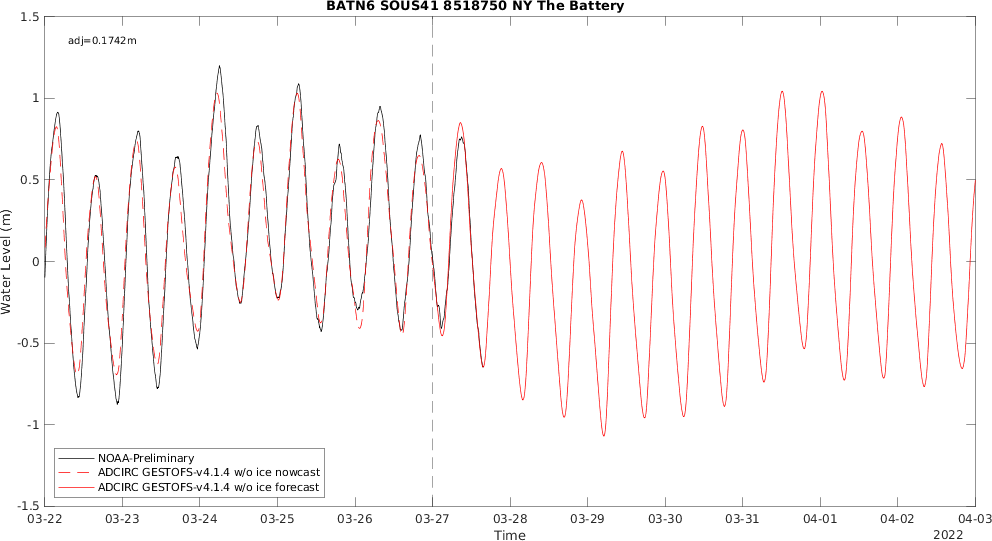 BATN6 SOUS41 8518750 NY The Battery
adj=0.1742m
1.5
1
0.5
0
-0.5
-1
-1.5
Water Level (m)
NOAA-Preliminary
ADCIRC GESTOFS-v4.1.4 w/o ice nowcast
ADCIRC GESTOFS-v4.1.4 w/o ice forecast
03-22 03-23 03-24 03-25 03-26 03-27 03-28 03-29 03-30 03-31 04-01 04-02 04-03
Time
2022